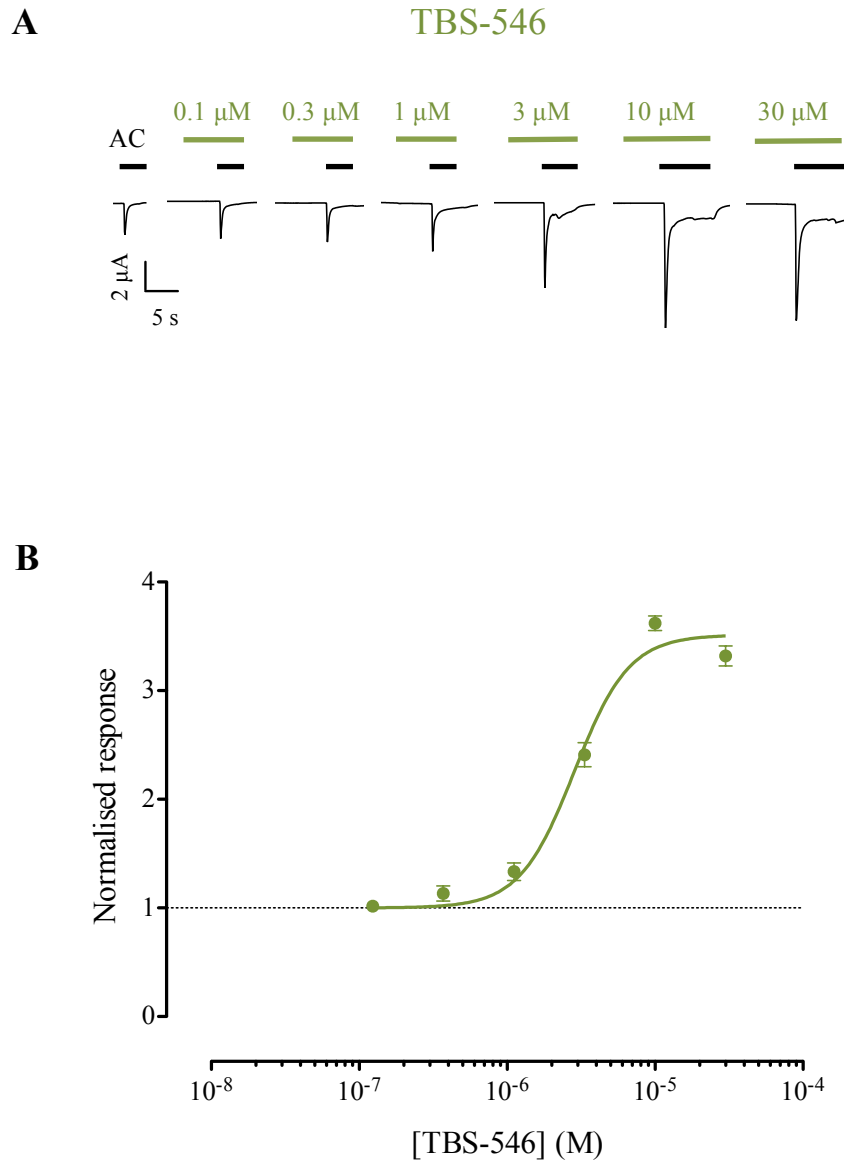 A
TBS-546
0.1 µM 0.3 µM 1 µM 3 µM 10 µM 30 µM
AC
2 µA
5 s
B
4
3
2
1
0
Normalised response
10-8 10-7 10-6 10-5 10-4
[TBS-546] (M)